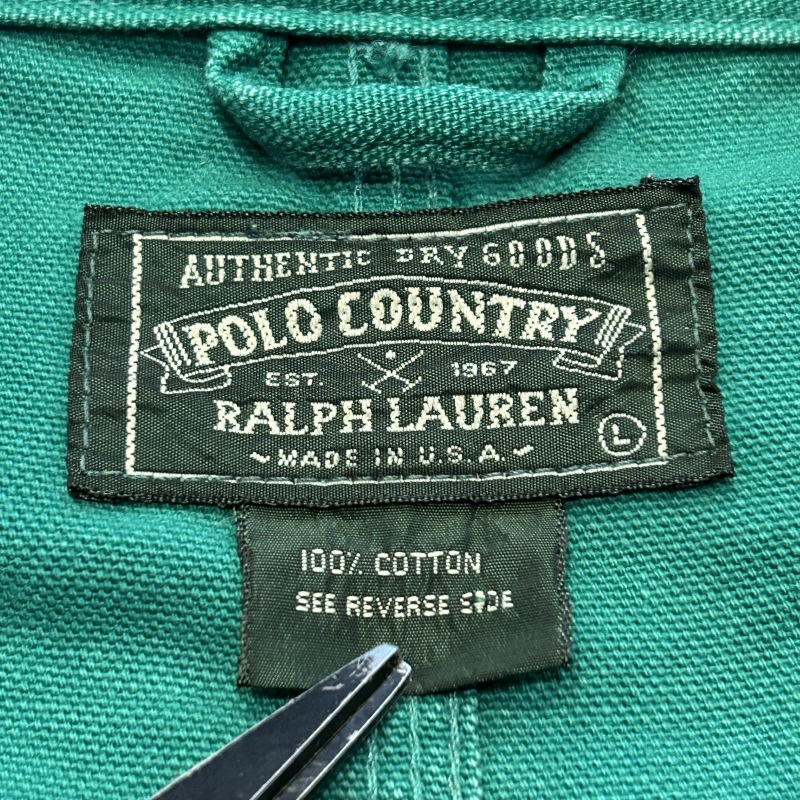 AUTHENTIC DRY GOODS
POLO COUNTRY
EST. 1967
RALPH LAUREN
L
~ MADE IN U.S.A. ~
100% COTTON
SEE REVERSE SIDE